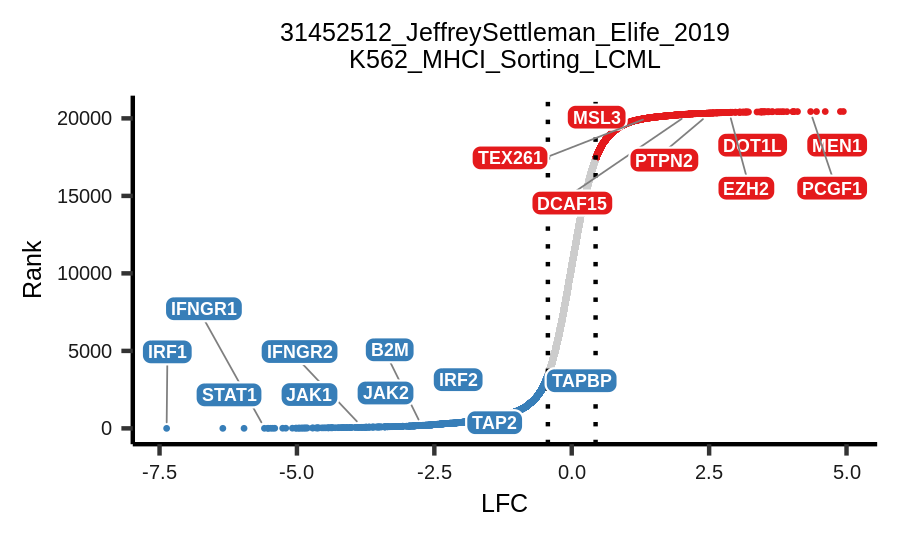 31452512_JeffreySettleman_Elife_2019
K562_MHCI_Sorting_LCML
20000
15000
10000
5000
0
Rank
MSL3
TEX261
PTPN2
DOT1L
MEN1
EZH2
PCGF1
DCAF15
IFNGR1
IRF1
IFNGR2
B2M
STAT1
JAK1
JAK2
IRF2
TAPBP
TAP2
-7.5
-5.0
-2.5
0.0
2.5
5.0
LFC